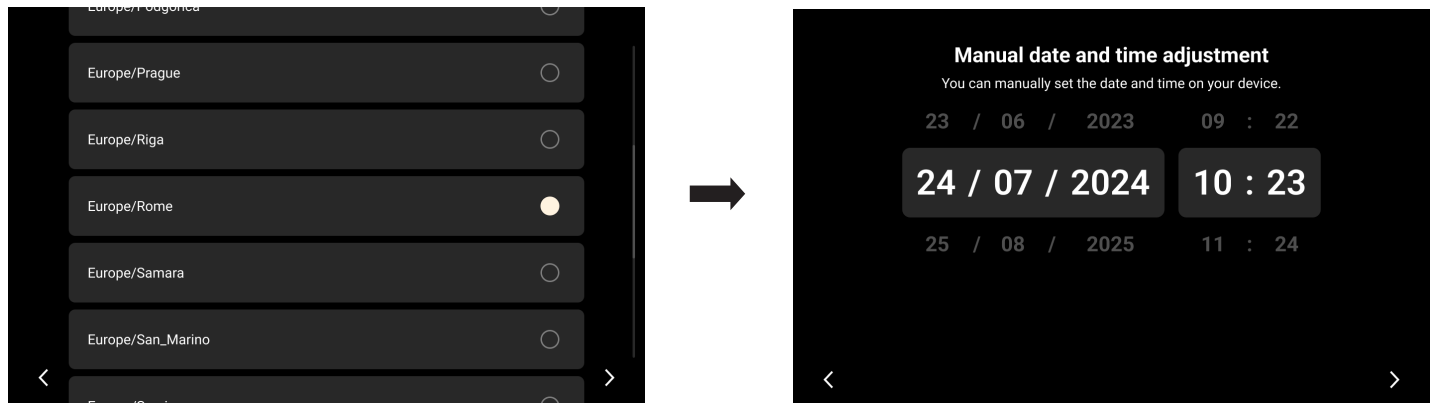 Europe/Podgorica
Europe/Prague
Europe/Riga
Europe/Rome
Europe/Samara
Europe/San_Marino
Manual date and time adjustment
You can manually set the date and time on your device.
23 / 06 / 2023 09 : 22
24 / 07 / 2024 10 : 23
25 / 08 / 2025 11 : 24